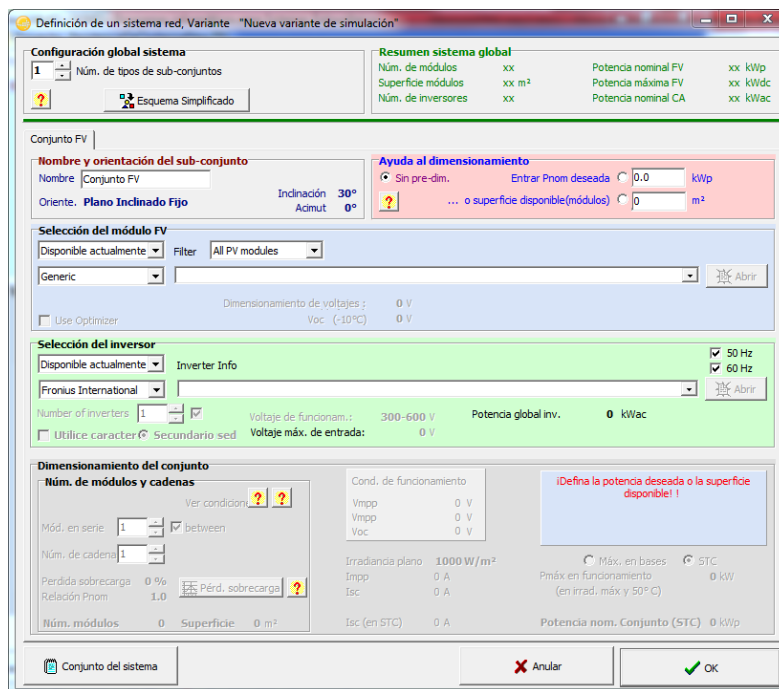 Definición de un sistema red, Variante "Nueva variante de simulación"
Configuración global sistema
1 Núm. de tipos de sub-conjuntos
? Esquema Simplificado
Resumen sistema global
Núm. de módulos xx Potencia nominal FV xx kWp
Superficie módulos xx m² Potencia máxima FV xx kWdc
Núm. de inversores xx Potencia nominal CA xx kWac
Conjunto FV
Nombre y orientación del sub-conjunto
Nombre Conjunto FV
Oriente. Plano Inclinado Fijo
Inclinación 30°
Acimut 0°
Ayuda al dimensionamiento
Sin pre-dim. Entrar Pnom deseada 0.0 kWp
? ... o superficie disponible(módulos) 0 m²
Selección del módulo FV
Disponible actualmente Filter All PV modules
Generic Abrir
Dimensionamiento de voltajes : 0 V
Use Optimizer Voc (-10°C) 0 V
Selección del inversor
Disponible actualmente Inverter Info
50 Hz
60 Hz
Fronius International Abrir
Number of inverters 1 Voltaje de funcionam.: 300-600 V Potencia global inv. 0 kWac
Utilice caracter Secundario sed Voltaje máx. de entrada: 0 V
Dimensionamiento del conjunto
Núm. de módulos y cadenas
Ver condicione ? ?
Mód. en serie 1 between
Núm. de cadena 1
Perdida sobrecarga 0 %
Relación Pnom 1.0
Pérd. sobrecarga ?
Núm. módulos 0 Superficie 0 m²
Cond. de funcionamiento
Vmpp 0 V
Vmpp 0 V
Voc 0 V
Irradiancia plano 1000 W/m²
Impp 0 A
Isc 0 A
Isc (en STC) 0 A
¡Defina la potencia deseada o la superficie
disponible! !
Máx. en bases STC
Pmáx en funcionamiento 0 kW
(en irrad. máx y 50° C)
Potencia nom. Conjunto (STC) 0 kWp
Conjunto del sistema Anular OK